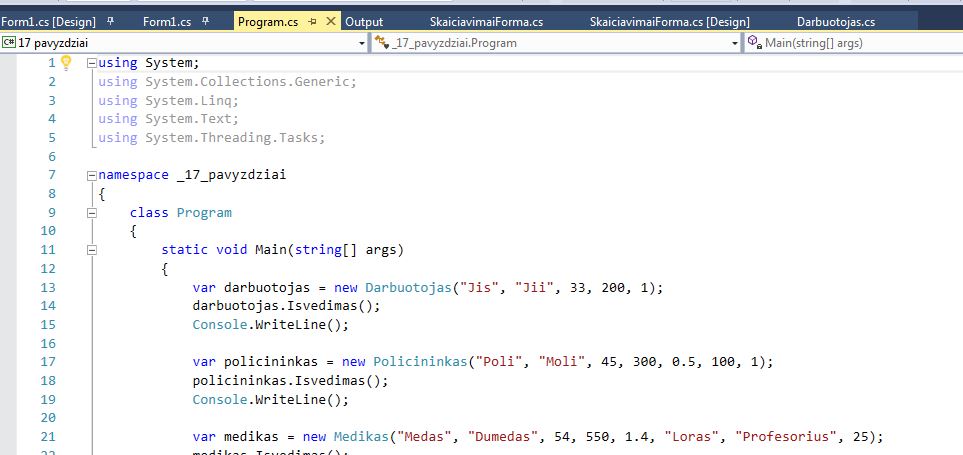 Form1.cs [Design] Form1.cs Program.cs Output SkaiciavimaiForma.cs SkaiciavimaiForma.cs [Design] Darbuotojas.cs
C# 17 pavyzdziai _17_pavyzdziai.Program Main(string[] args)
1 using System;
2 using System.Collections.Generic;
3 using System.Linq;
4 using System.Text;
5 using System.Threading.Tasks;
6
7 namespace _17_pavyzdziai
8 {
9 class Program
10 {
11 static void Main(string[] args)
12 {
13 var darbuotojas = new Darbuotojas("Jis", "Jii", 33, 200, 1);
14 darbuotojas.Isvedimas();
15 Console.WriteLine();
16
17 var policininkas = new Policininkas("Poli", "Moli", 45, 300, 0.5, 100, 1);
18 policininkas.Isvedimas();
19 Console.WriteLine();
20
21 var medikas = new Medikas("Medas", "Dumedas", 54, 550, 1.4, "Loras", "Profesorius", 25);
22 medikas.Isvedimas();